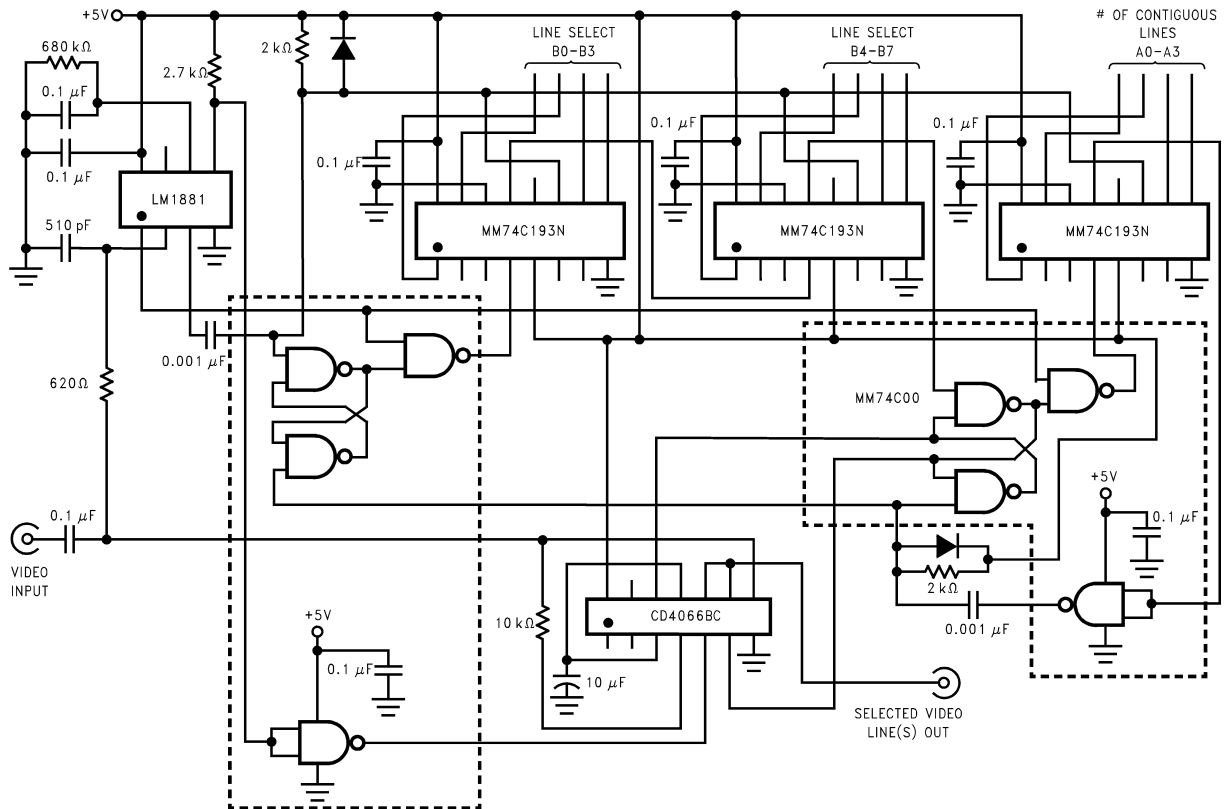 +5V
680 kΩ
2.7 kΩ
2 kΩ
LINE SELECT
B0-B3
LINE SELECT
B4-B7
# OF CONTIGUOUS
LINES
A0-A3
0.1 μF
0.1 μF
0.1 μF
0.1 μF
0.1 μF
LM1881
510 pF
MM74C193N
MM74C193N
MM74C193N
0.001 μF
620Ω
MM74C00
+5V
0.1 μF
0.1 μF
VIDEO
INPUT
2 kΩ
0.001 μF
10 kΩ
CD4066BC
+5V
0.1 μF
10 μF
SELECTED VIDEO
LINE(S) OUT